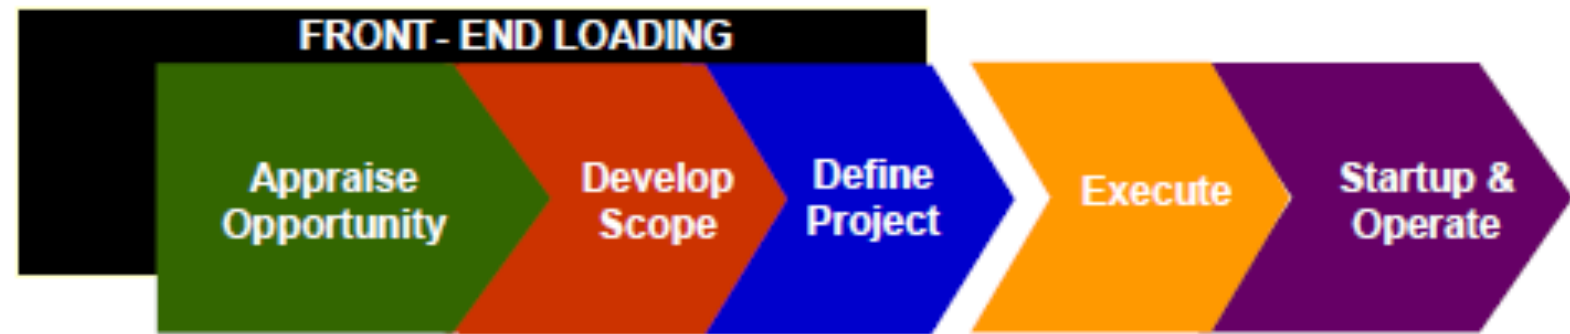 FRONT- END LOADING
Appraise
Opportunity
Develop
Scope
Define
Project
Execute
Startup &
Operate